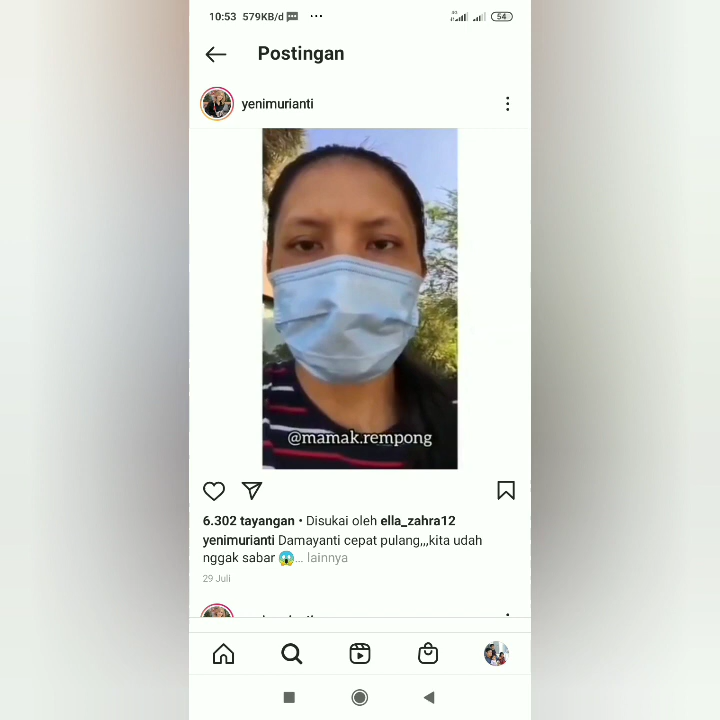 10:53 579KB/d ...
54
Postingan
yenimurianti
@mamak.rempong
6.302 tayangan • Disukai oleh ella_zahra12
yenimurianti Damayanti cepat pulang,,,kita udah
nggak sabar 😱... lainnya
29 Juli